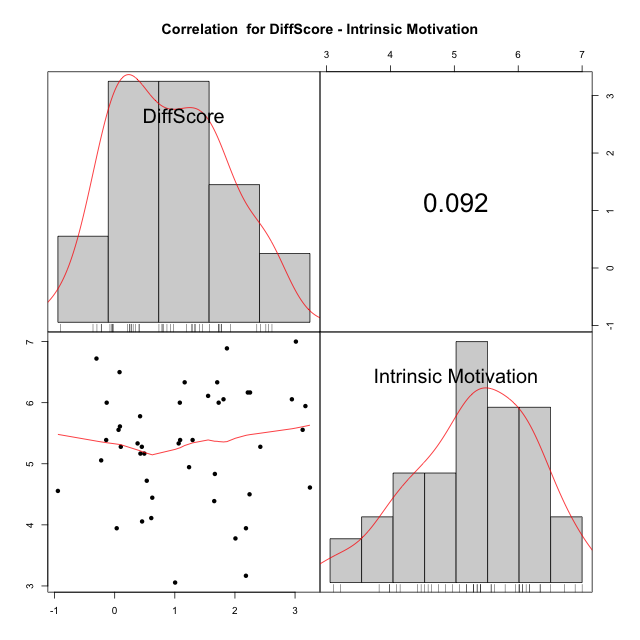 Correlation  for DiffScore - Intrinsic Motivation
3 4 5 6 7
DiffScore
0.092
3
2
1
0
-1
7
6
5
4
3
Intrinsic Motivation
-1 0 1 2 3